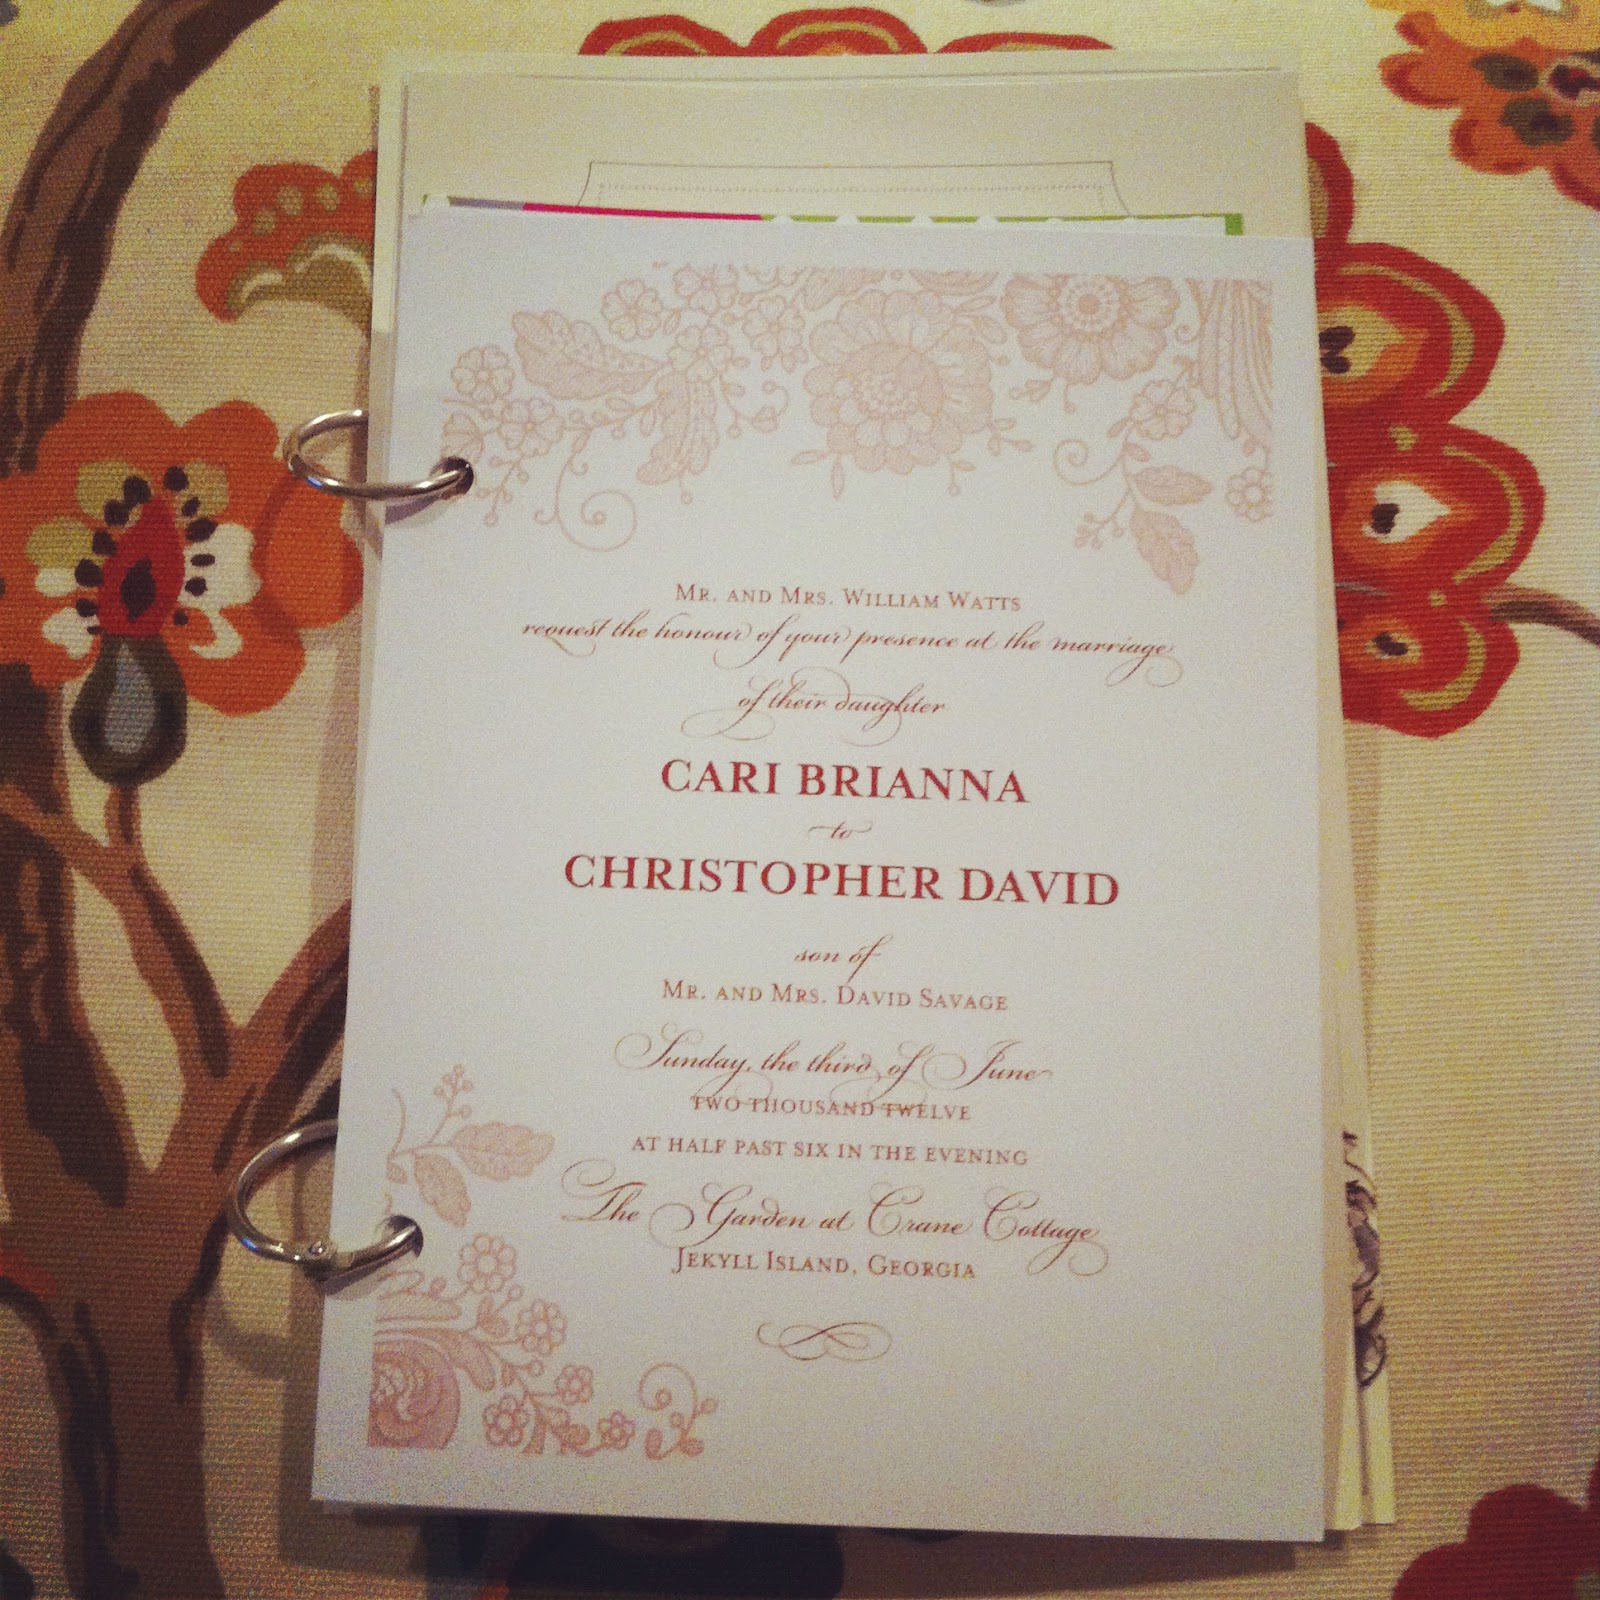 Mr. and Mrs. William Watts
request the honour of your presence at the marriage
of their daughter
CARI BRIANNA
to
CHRISTOPHER DAVID
son of
Mr. and Mrs. David Savage
Sunday, the third of June
two thousand twelve
at half past six in the evening
The Garden at Crane Cottage
Jekyll Island, Georgia